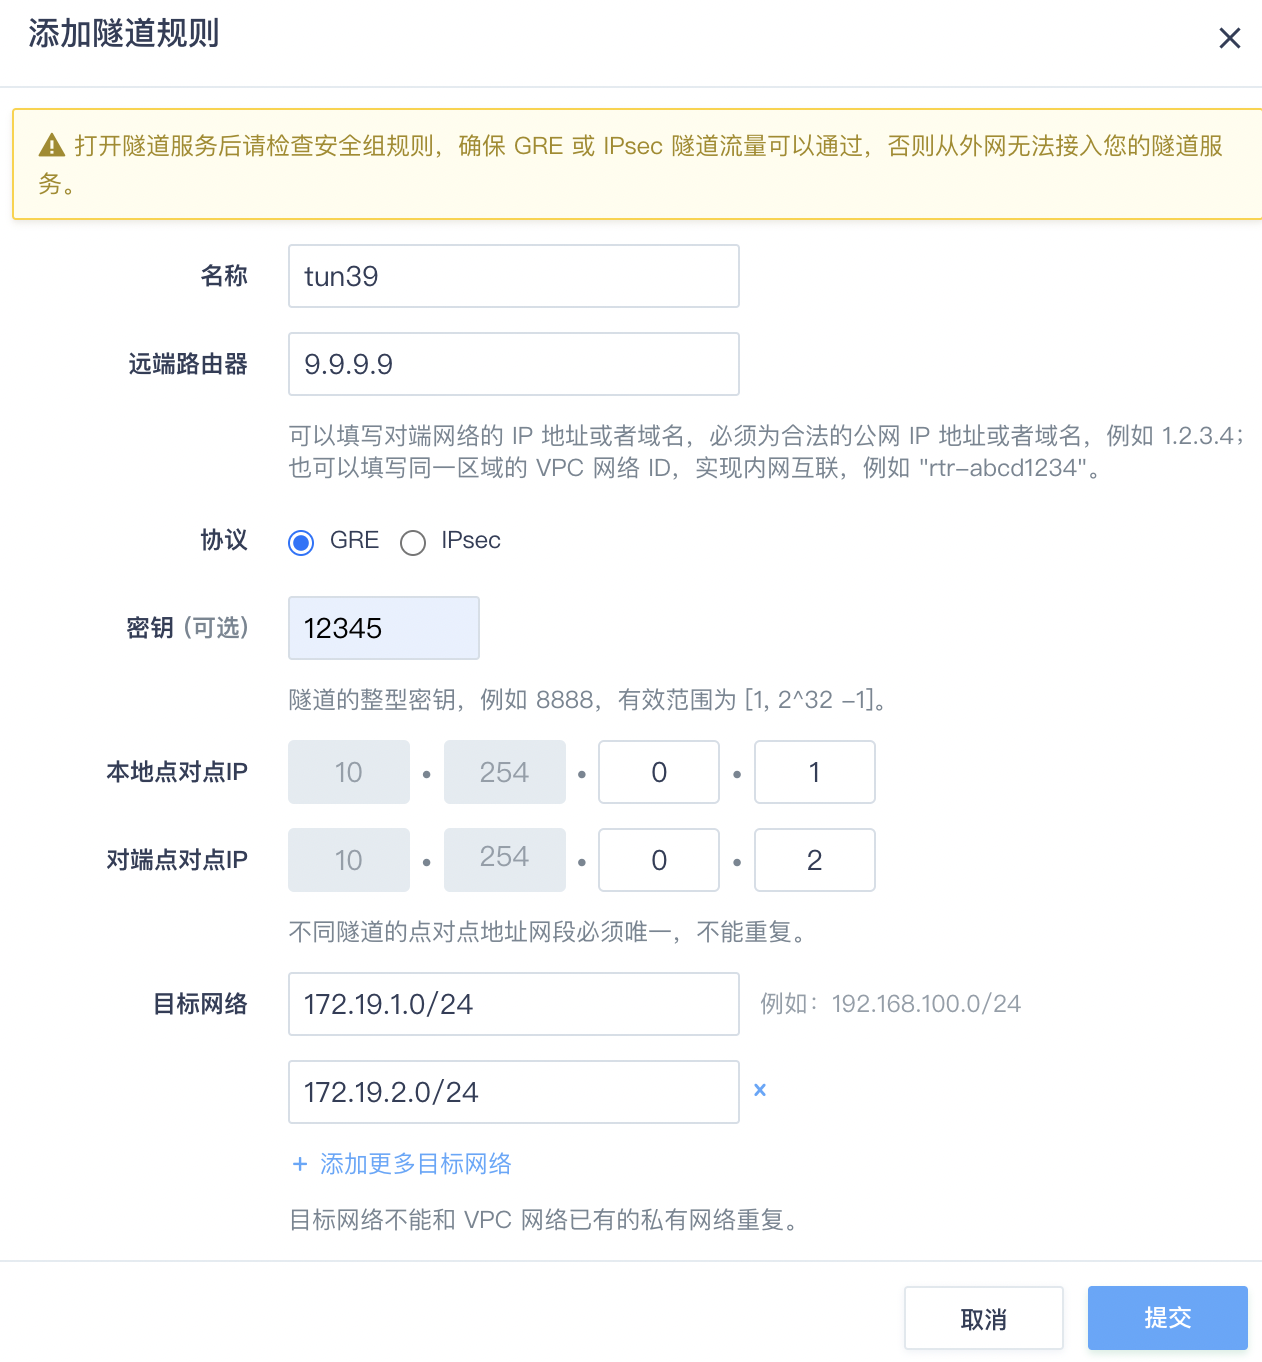 添加隧道规则
打开隧道服务后请检查安全组规则，确保 GRE 或 IPsec 隧道流量可以通过，否则从外网无法接入您的隧道服
务。
名称 tun39
远端路由器 9.9.9.9
可以填写对端网络的 IP 地址或者域名，必须为合法的公网 IP 地址或者域名，例如 1.2.3.4；
也可以填写同一区域的 VPC 网络 ID，实现内网互联，例如 "rtr-abcd1234"。
协议 GRE IPsec
密钥 (可选) 12345
隧道的整型密钥，例如 8888，有效范围为 [1, 2^32 -1]。
本地点对点IP 10 • 254 • 0 • 1
对端点对点IP 10 • 254 • 0 • 2
不同隧道的点对点地址网段必须唯一，不能重复。
目标网络 172.19.1.0/24 例如：192.168.100.0/24
172.19.2.0/24 ×
+ 添加更多目标网络
目标网络不能和 VPC 网络已有的私有网络重复。
取消 提交